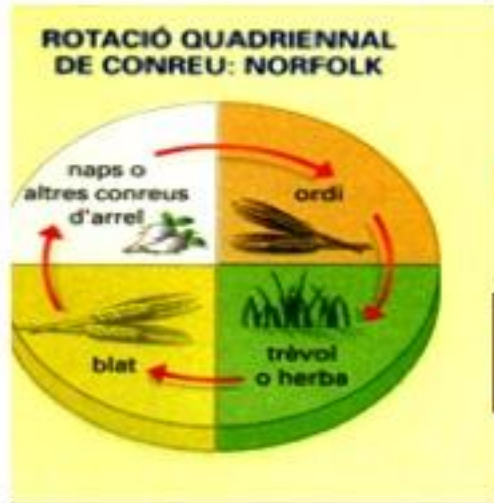 ROTACIÓ QUADRIENNAL
DE CONREU: NORFOLK
naps o
altres conreus
d'arrel
ordi
trèvol
o herba
blat